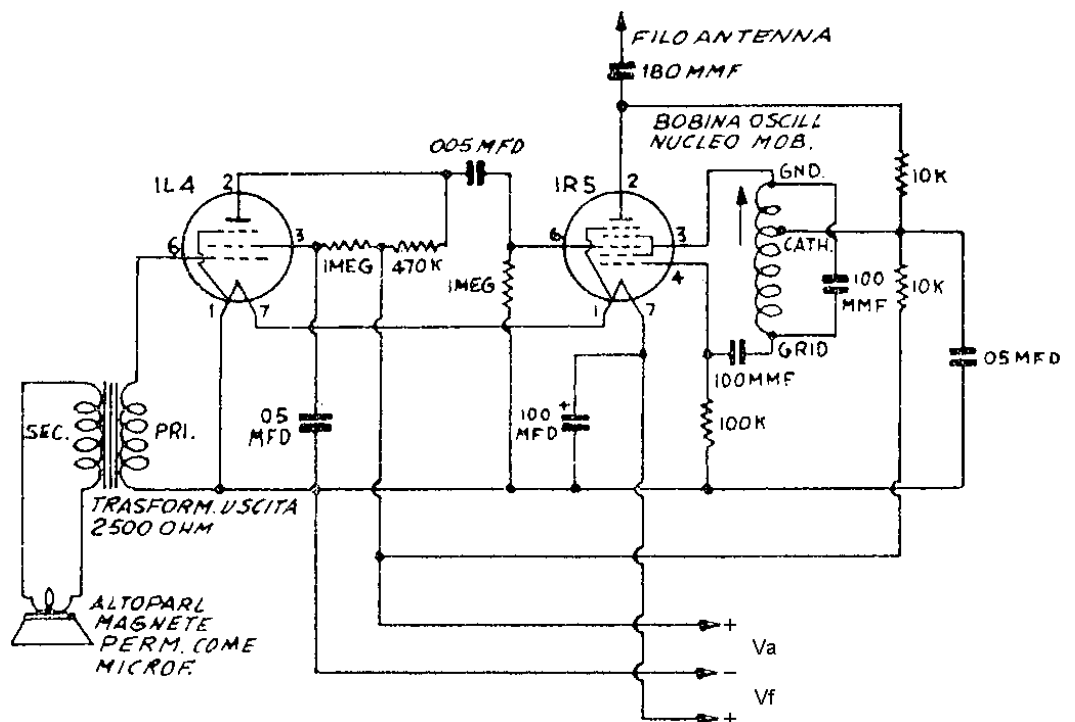 FILO ANTENNA
180 MMF
BOBINA OSCILL
NUCLEO MOB.
005 MFD
1L4
2
1R5
2
GND.
10K
6
3
6
3
CATH.
1MEG
470K
1MEG
4
100
MMF
10K
1
7
1
7
GRID
05 MFD
100MMF
SEC.
PRI.
05
MFD
+
100
MFD
100K
TRASFORM. USCITA
2500 OHM
ALTOPARL
MAGNETE
PERM. COME
MICROF.
+
Va
−
Vf
+